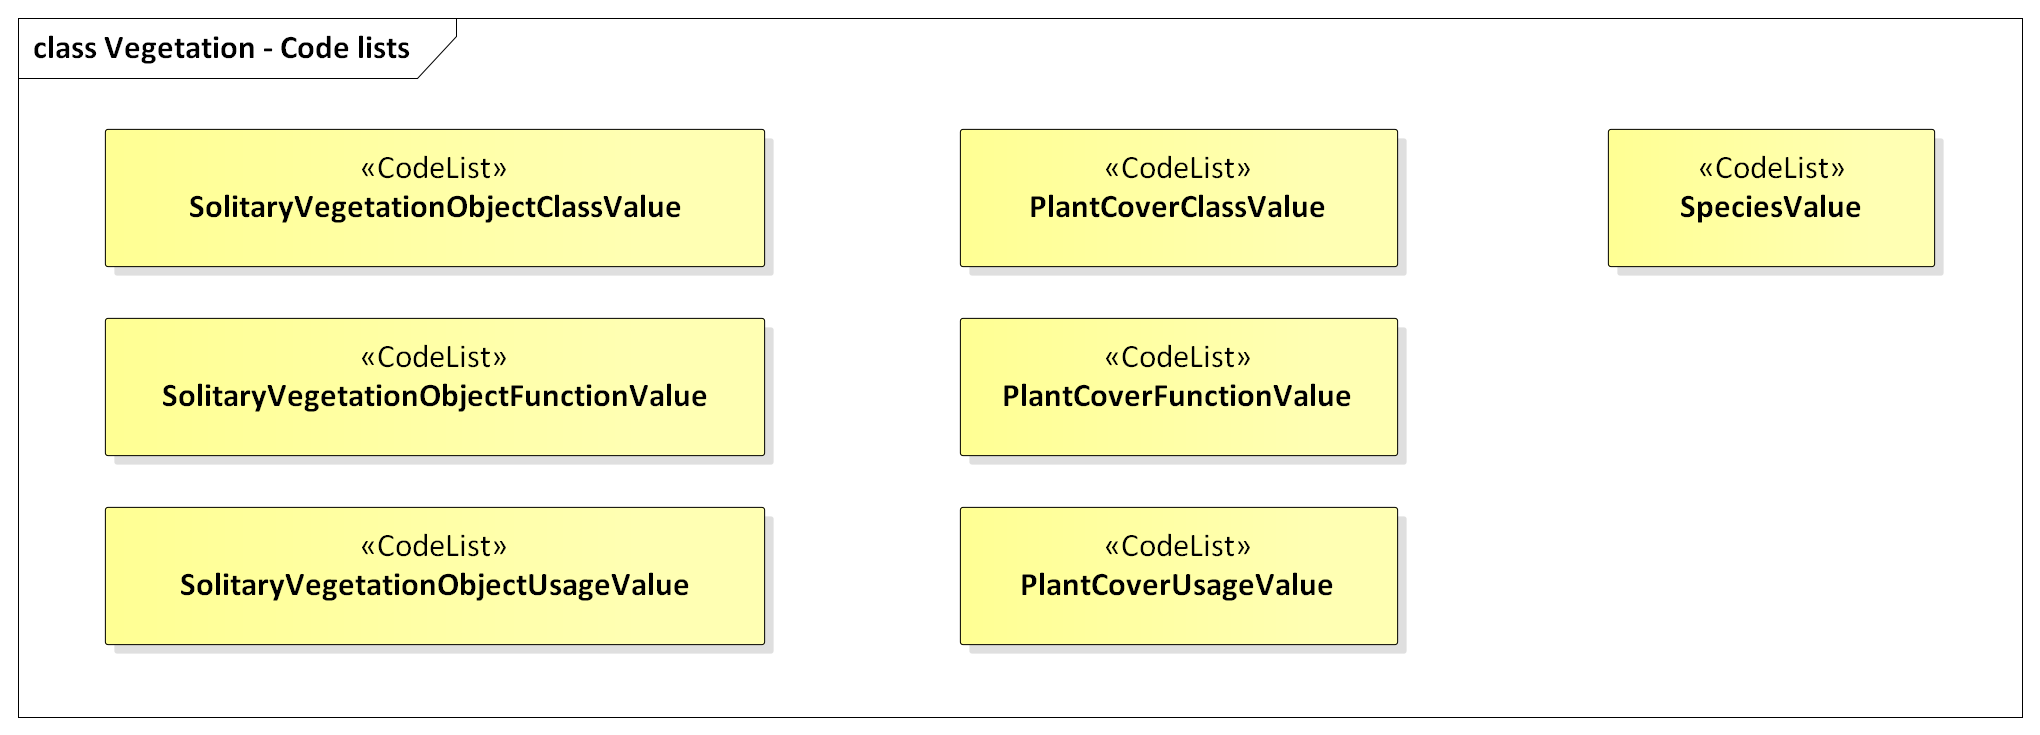 class Vegetation - Code lists
«CodeList»
SolitaryVegetationObjectClassValue
«CodeList»
PlantCoverClassValue
«CodeList»
SpeciesValue
«CodeList»
SolitaryVegetationObjectFunctionValue
«CodeList»
PlantCoverFunctionValue
«CodeList»
SolitaryVegetationObjectUsageValue
«CodeList»
PlantCoverUsageValue